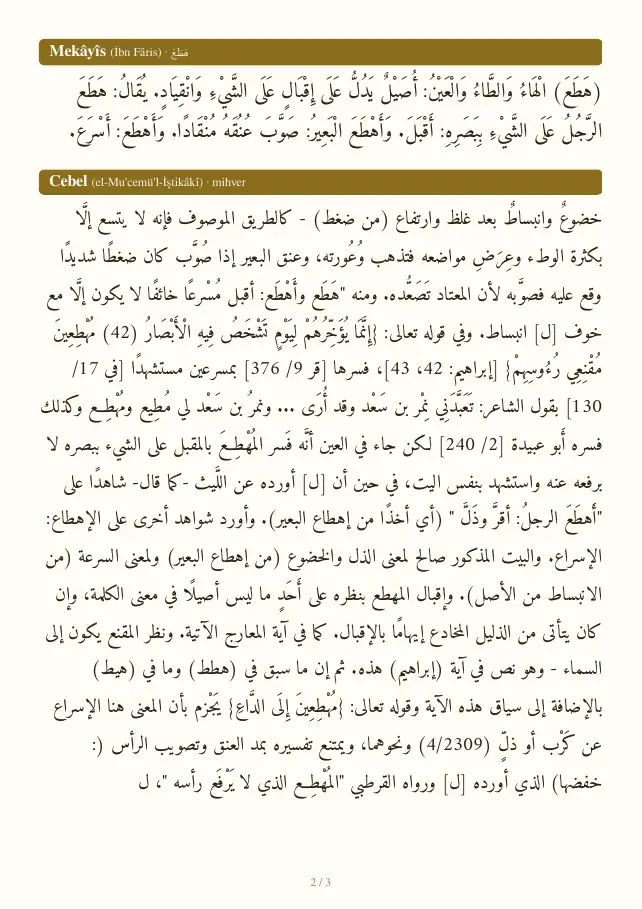 Mekâyîs (İbn Fâris) · هَطَعَ
(هَطَعَ) الْهَاءُ وَالطَّاءُ وَالْعَيْنُ: أُصَيْلٌ يَدُلُّ عَلَى إِقْبَالٍ عَلَى الشَّيْءِ وَانْقِيَادٍ. يُقَالُ: هَطَعَ
الرَّجُلُ عَلَى الشَّيْءِ بِبَصَرِهِ: أَقْبَلَ. وَأَهْطَعَ الْبَعِيرُ: صَوَّبَ عُنُقَهُ مُنْقَادًا. وَأَهْطَعَ: أَسْرَعَ.
Cebel (el-Mu'cemü'l-İştikâkî) · mihver
خضوعٌ وانبساطٌ بعد غلظ وارتفاع (من ضغط) - كالطريق الموصوف فإنه لا يتسع إلَّا
بكثرة الوطء وعِرَضِ مواضعه فتذهب وُعُورته، وعنق البعير إذا صُوَّب كان ضغطًا شديدًا
وقع عليه فصوَّبه لأن المعتاد تَصَعُّده. ومنه "هَطَع وأَهْطَع: أقبل مُسْرعًا خائفًا لا يكون إلَّا مع
خوف [ل] انبساط. وفي قوله تعالى: {إِنَّمَا يُؤَخِّرُهُمْ لِيَوْمٍ تَشْخَصُ فِيهِ الْأَبْصَارُ (42) مُهْطِعِينَ
مُقْنِعِي رُءُوسِهِمْ} [إبراهيم: 42، 43]، فسرها [قر 9/ 376] بمسرعين مستشهدًا [في 17/
130] بقول الشاعر: تَعَبَّدَنِي نِمْر بن سَعْد وقد أُرَى ... ونمرُ بن سَعْد لي مُطِيع ومُهْطِع وكذلك
فسره أَبو عبيدة [2/ 240] لكن جاء في العين أنَّه فَسر المُهْطِعَ بالمقبل على الشيء ببصره لا
يرفعه عنه واستشهد بنفس اليت، في حين أن [ل] أورده عن اللَّيث -كما قال- شاهدًا على
"أَهطَعَ الرجلُ: أقرَّ وذَلَّ " (أي أخذًا من إهطاع البعير). وأورد شواهد أخرى على الإهطاع:
الإسراع. والبيت المذكور صالح لمعنى الذل والخضوع (من إهطاع البعير) ولمعنى السرعة (من
الانبساط من الأصل). وإقبال المهطع بنظره على أَحَدٍ ما ليس أصيلًا في معنى الكلمة، وإن
كان يتأتى من الذليل المخادع إيهامًا بالإقبال. كما في آية المعارج الآتية. ونظر المقنع يكون إلى
السماء - وهو نص في آية (إبراهيم) هذه. ثم إن ما سبق في (هطط) وما في (هيط)
بالإضافة إلى سياق هذه الآية وقوله تعالى: {مُهْطِعِينَ إِلَى الدَّاعِ} يَجْزم بأن المعنى هنا الإسراع
عن كَرْب أو ذلّ (4/2309) ونحوهما، ويمتنع تفسيره بمد العنق وتصويب الرأس (:
خفضها) الذي أورده [ل] ورواه القرطبي "المُهْطِع الذي لا يَرْفَع رأسه "، ل
2 / 3